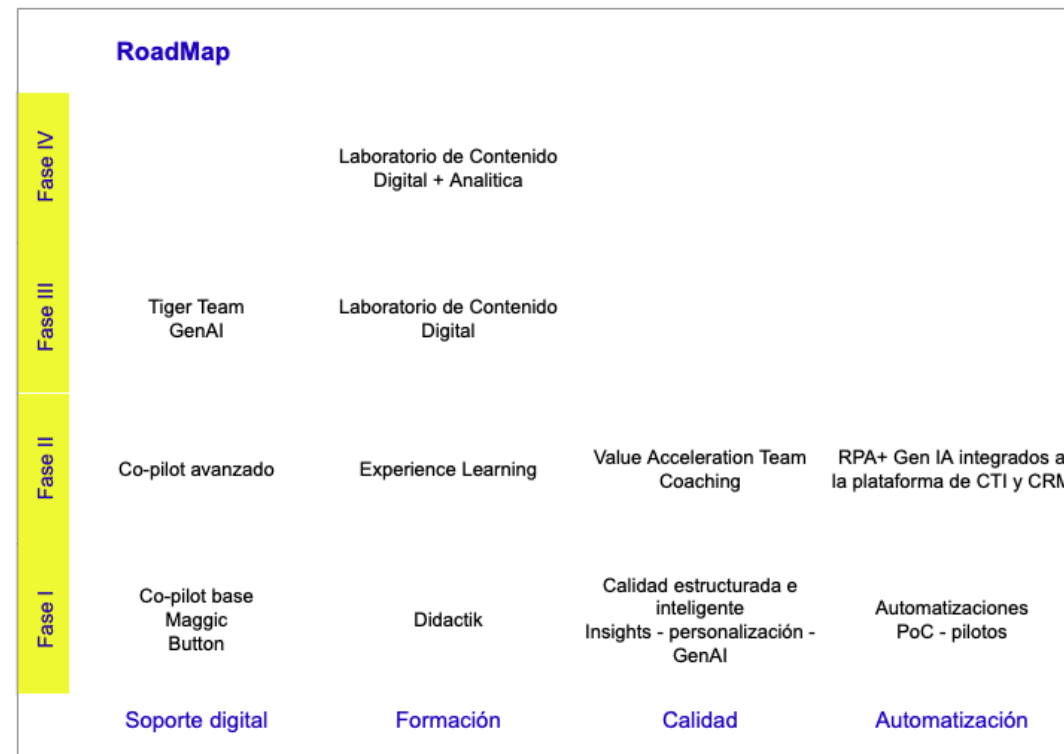 RoadMap
Fase IV
Laboratorio de Contenido
Digital + Analitica
Fase III
Tiger Team
GenAI
Laboratorio de Contenido
Digital
Fase II
Co-pilot avanzado
Experience Learning
Value Acceleration Team
Coaching
RPA+ Gen IA integrados a
la plataforma de CTI y CRM
Fase I
Co-pilot base
Maggic
Button
Didactik
Calidad estructurada e
inteligente
Insights - personalización -
GenAI
Automatizaciones
PoC - pilotos
Soporte digital
Formación
Calidad
Automatización